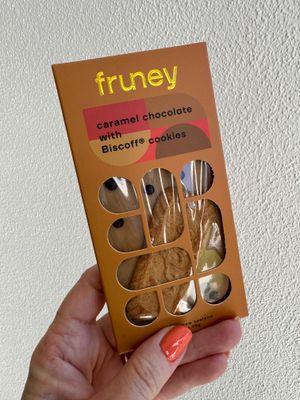 fruney
caramel chocolate
with
Biscoff® cookies